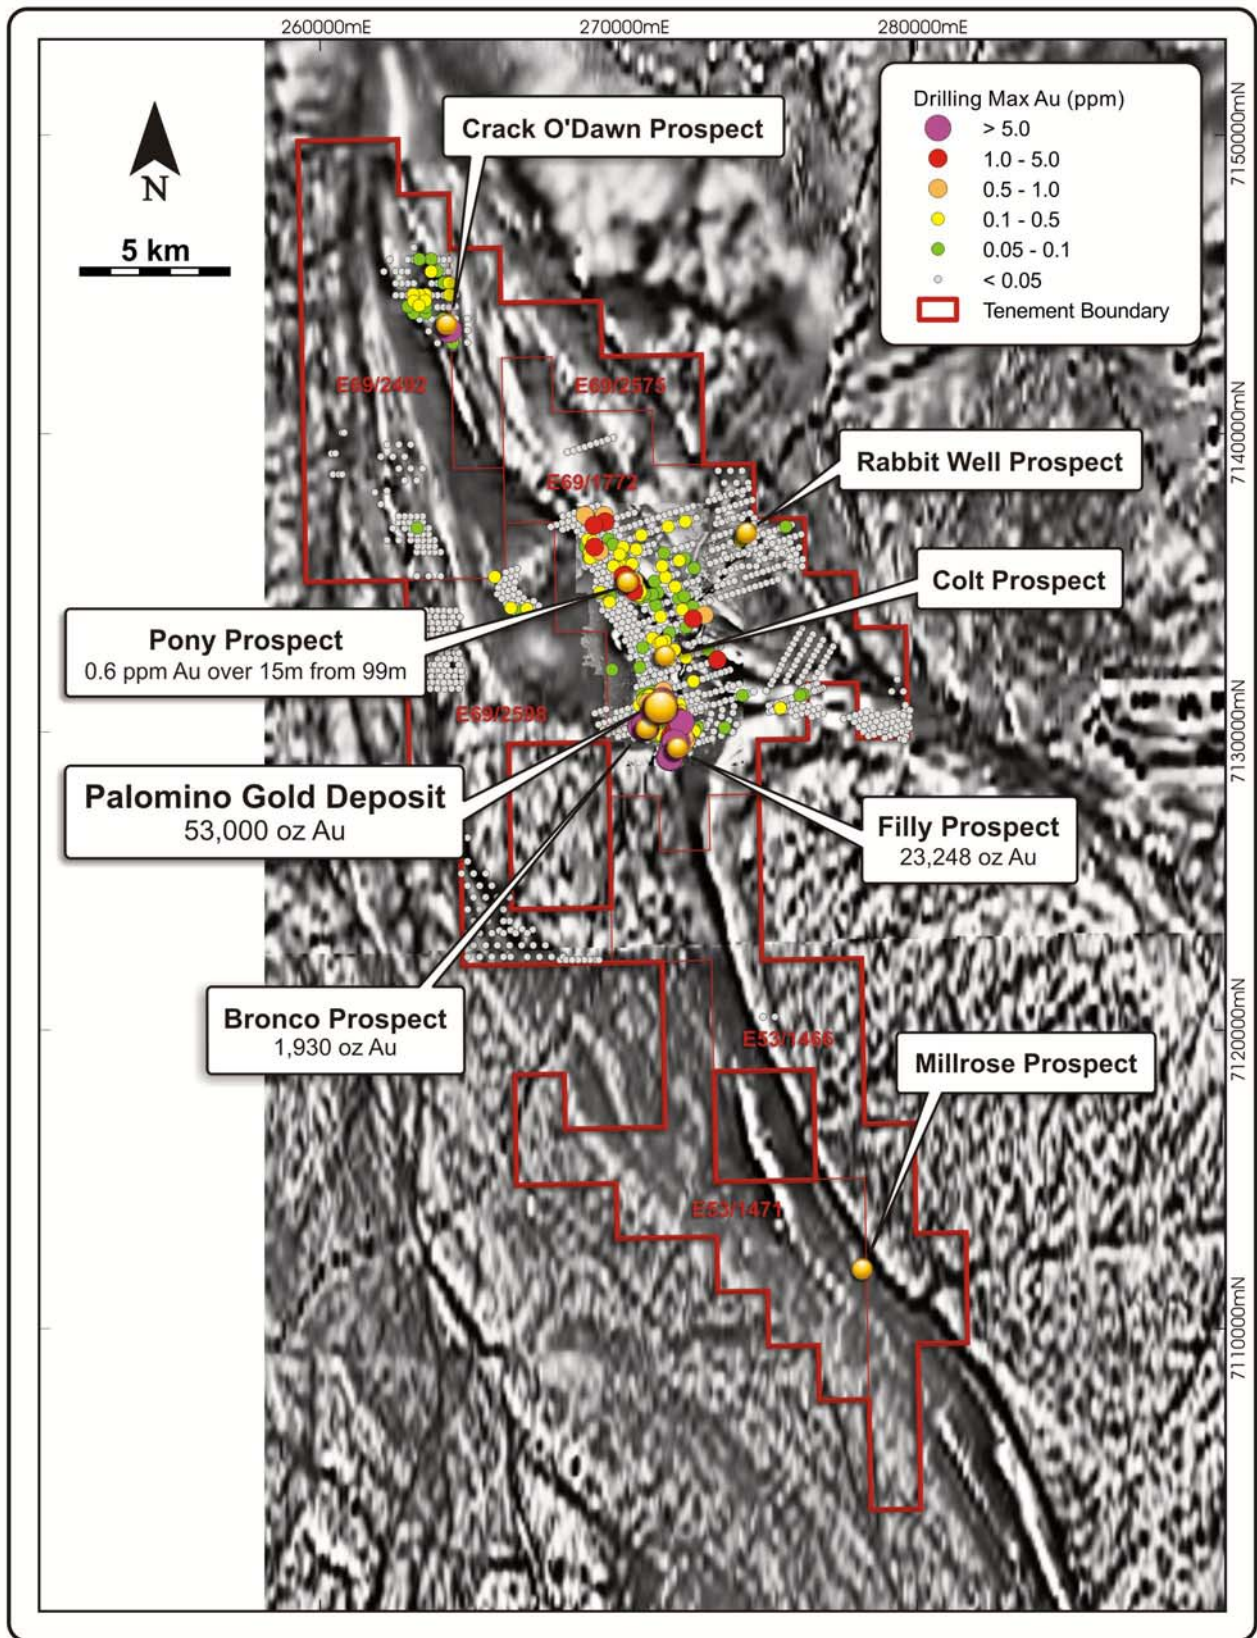 260000mE
270000mE
280000mE
7150000mN
7140000mN
7130000mN
7120000mN
7110000mN
N
5 km
Drilling Max Au (ppm)
> 5.0
1.0 - 5.0
0.5 - 1.0
0.1 - 0.5
0.05 - 0.1
< 0.05
Tenement Boundary
Crack O'Dawn Prospect
E69/2492
E69/2575
Rabbit Well Prospect
E69/1772
Colt Prospect
Pony Prospect
0.6 ppm Au over 15m from 99m
E69/2598
Palomino Gold Deposit
53,000 oz Au
Filly Prospect
23,248 oz Au
Bronco Prospect
1,930 oz Au
E53/1466
Millrose Prospect
E53/1471